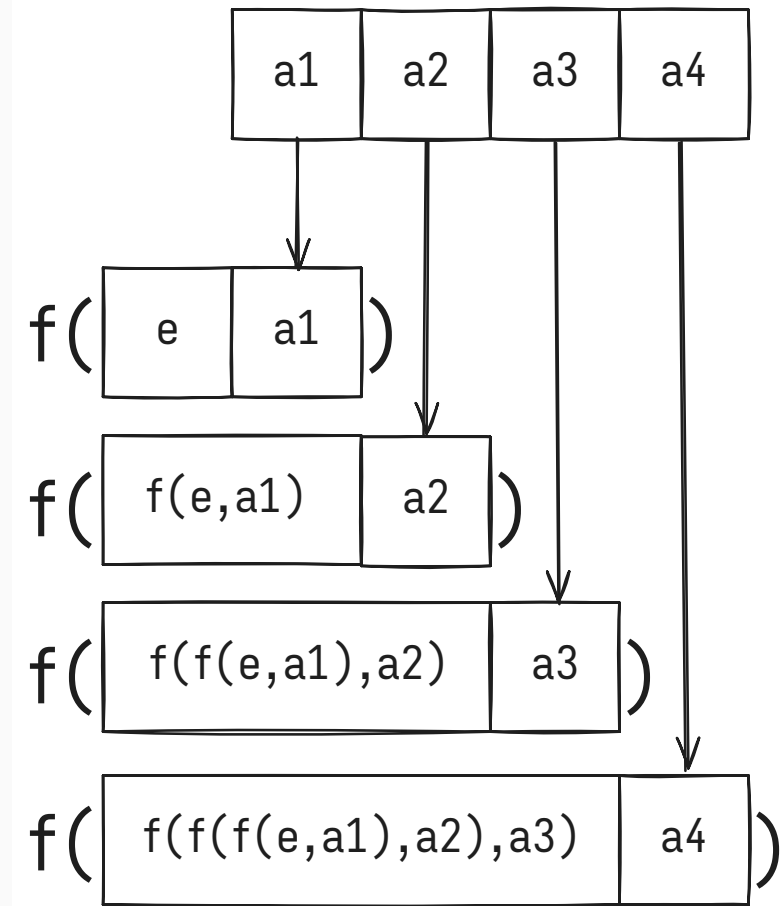 a1 a2 a3 a4
f( e a1 )
f( f(e,a1) a2 )
f( f(f(e,a1),a2) a3 )
f( f(f(f(e,a1),a2),a3) a4 )